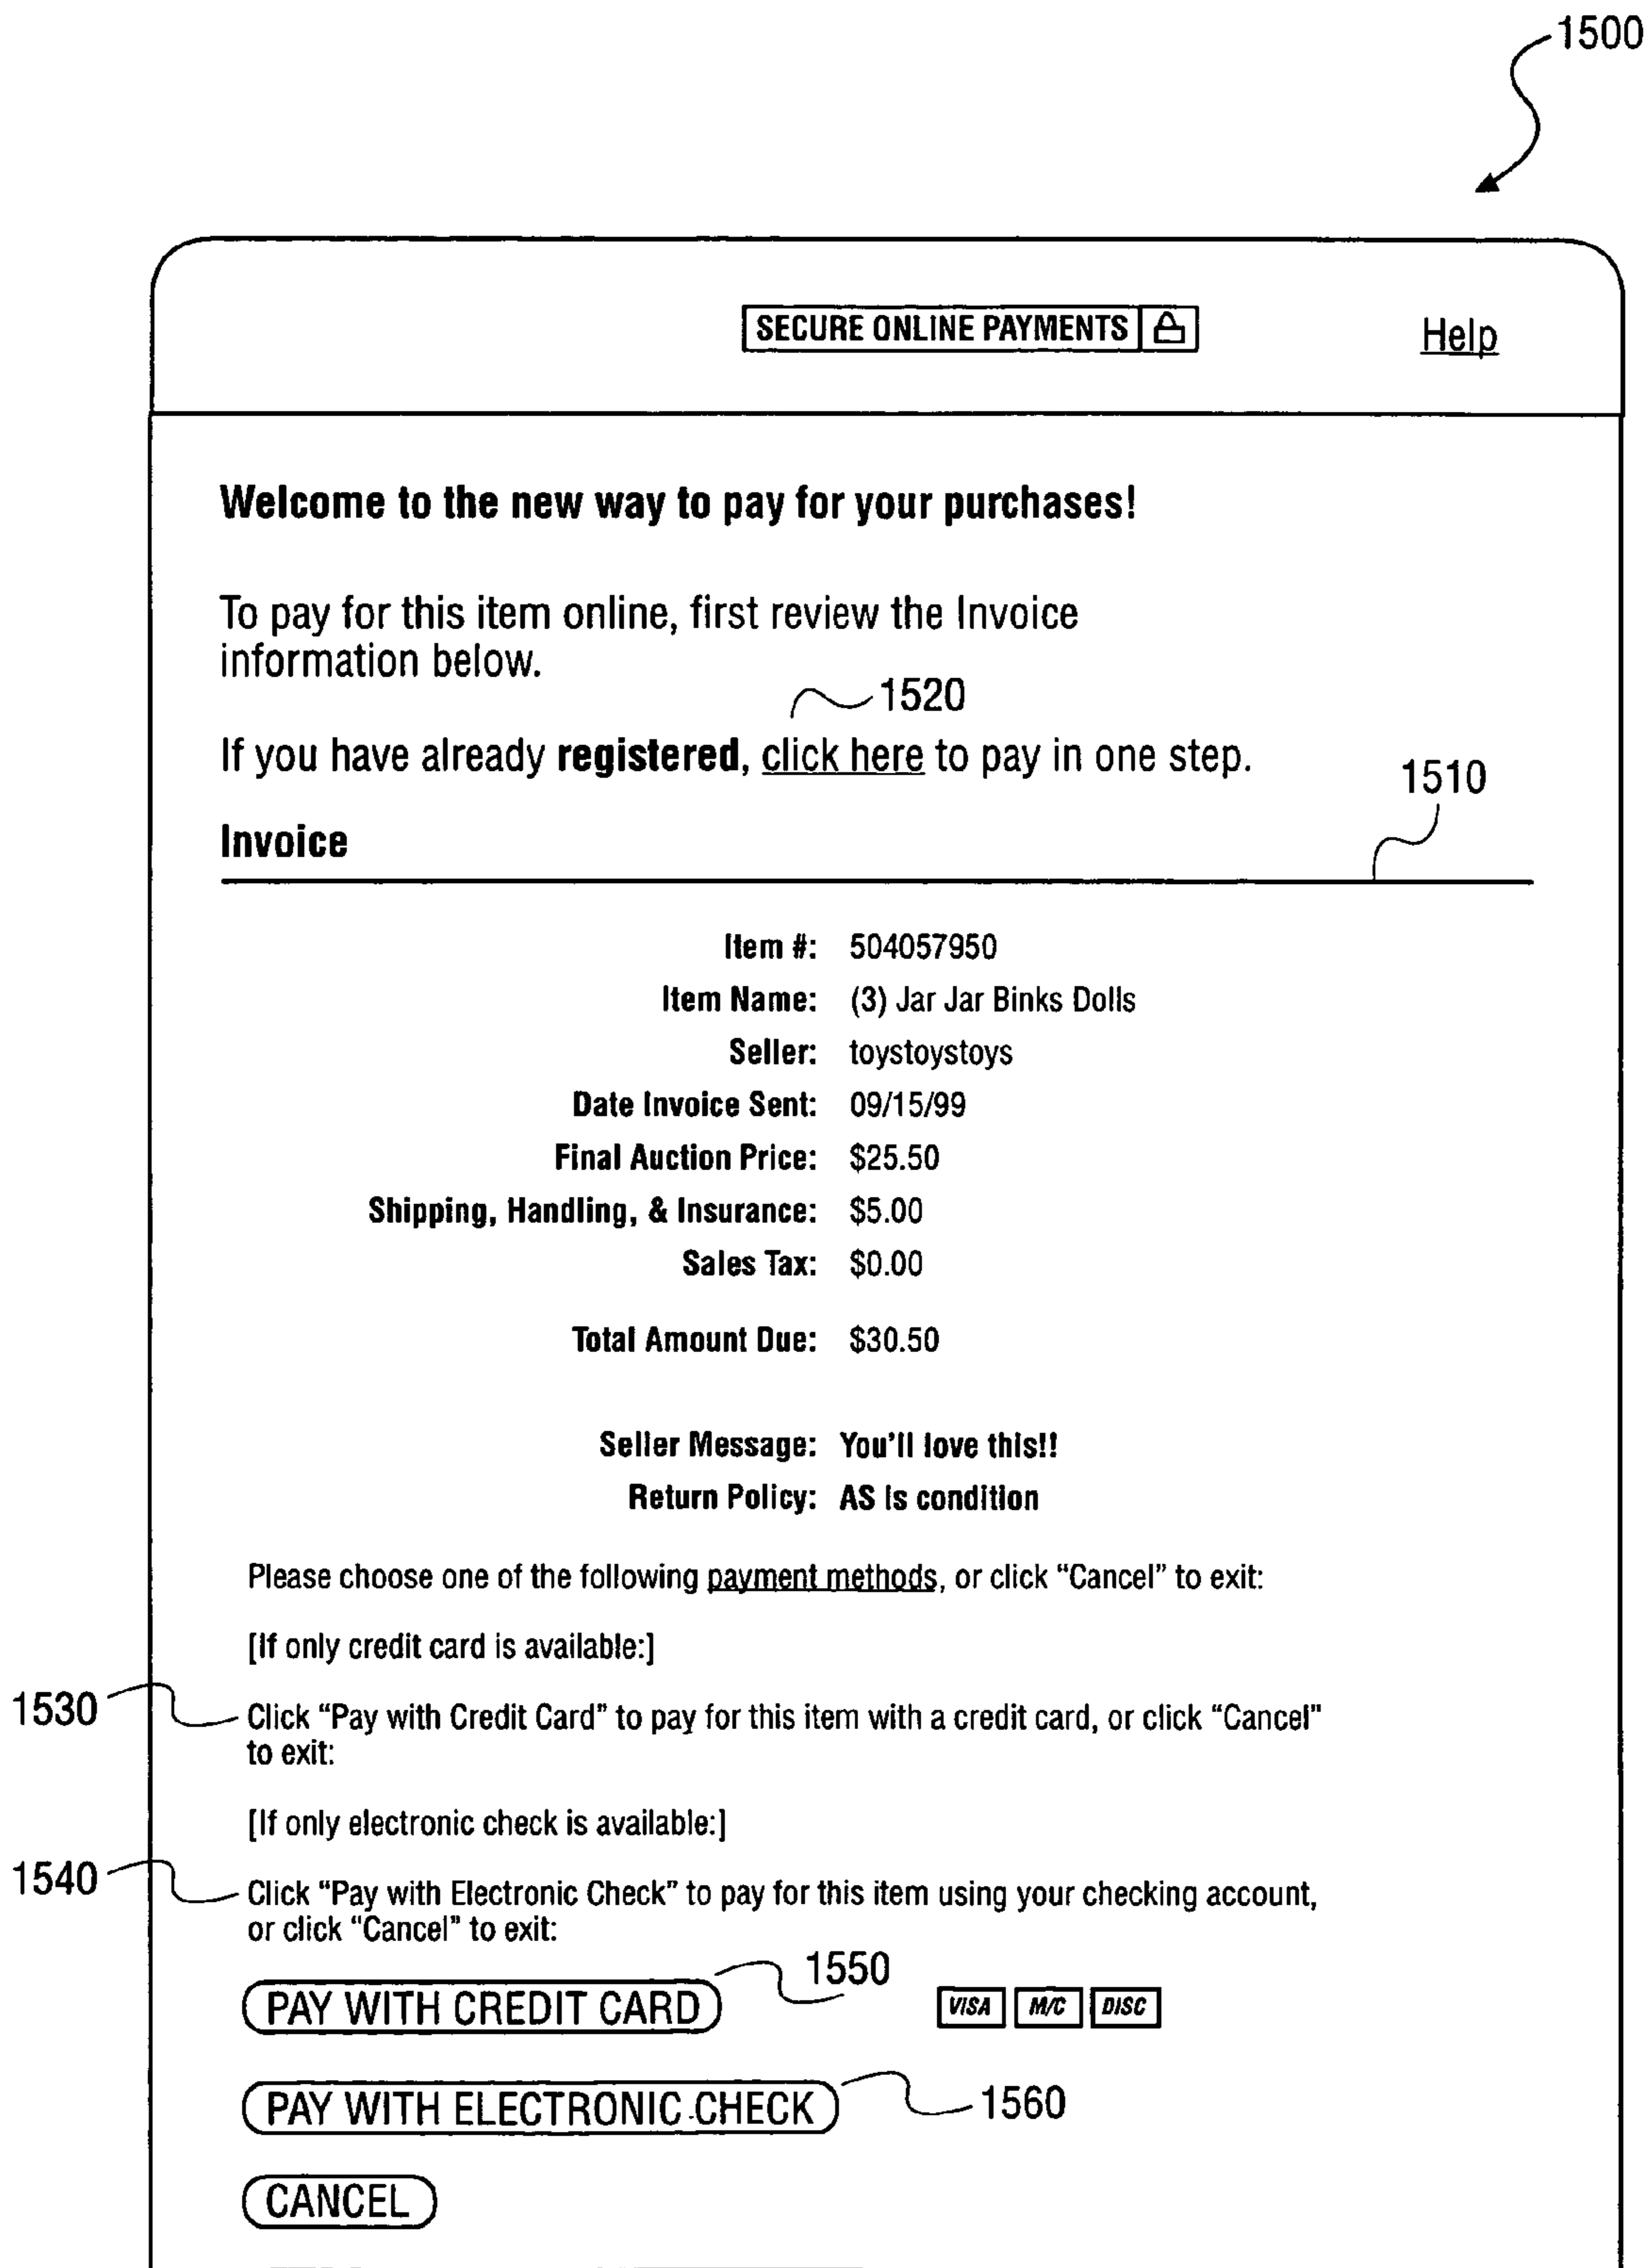 1500
SECURE ONLINE PAYMENTS
Help
Welcome to the new way to pay for your purchases!
To pay for this item online, first review the Invoice
information below.
1520
If you have already registered, click here to pay in one step.
1510
Invoice
Item #: 504057950
Item Name: (3) Jar Jar Binks Dolls
Seller: toystoystoys
Date Invoice Sent: 09/15/99
Final Auction Price: $25.50
Shipping, Handling, & Insurance: $5.00
Sales Tax: $0.00
Total Amount Due: $30.50
Seller Message: You'll love this!!
Return Policy: AS Is condition
Please choose one of the following payment methods, or click “Cancel” to exit:
[If only credit card is available:]
1530
Click “Pay with Credit Card” to pay for this item with a credit card, or click “Cancel”
to exit:
[If only electronic check is available:]
1540
Click “Pay with Electronic Check” to pay for this item using your checking account,
or click “Cancel” to exit:
1550
PAY WITH CREDIT CARD VISA M/C DISC
PAY WITH ELECTRONIC CHECK 1560
CANCEL